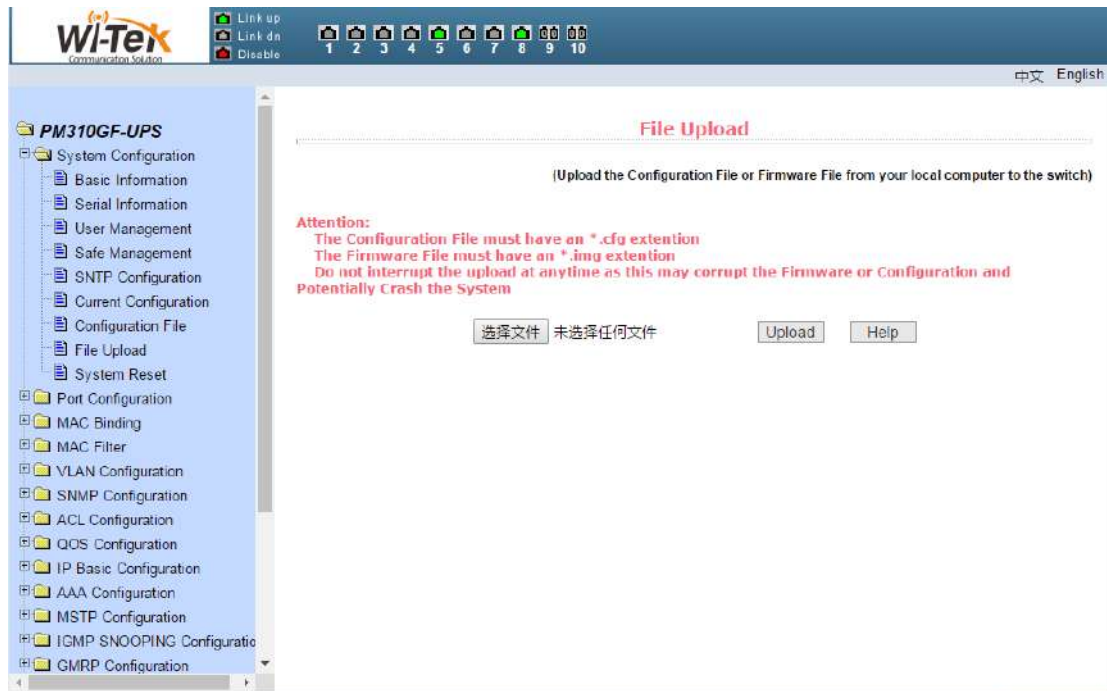 Wi-Tek
Communication Solution
Link up
Link dn
Disable
1 2 3 4 5 6 7 8 9 10
中文 English
PM310GF-UPS
System Configuration
Basic Information
Serial Information
User Management
Safe Management
SNTP Configuration
Current Configuration
Configuration File
File Upload
System Reset
Port Configuration
MAC Binding
MAC Filter
VLAN Configuration
SNMP Configuration
ACL Configuration
QOS Configuration
IP Basic Configuration
AAA Configuration
MSTP Configuration
IGMP SNOOPING Configuratio
GMRP Configuration
File Upload
(Upload the Configuration File or Firmware File from your local computer to the switch)
Attention:
The Configuration File must have an *.cfg extention
The Firmware File must have an *.img extention
Do not interrupt the upload at anytime as this may corrupt the Firmware or Configuration and
Potentially Crash the System
选择文件 未选择任何文件 Upload Help